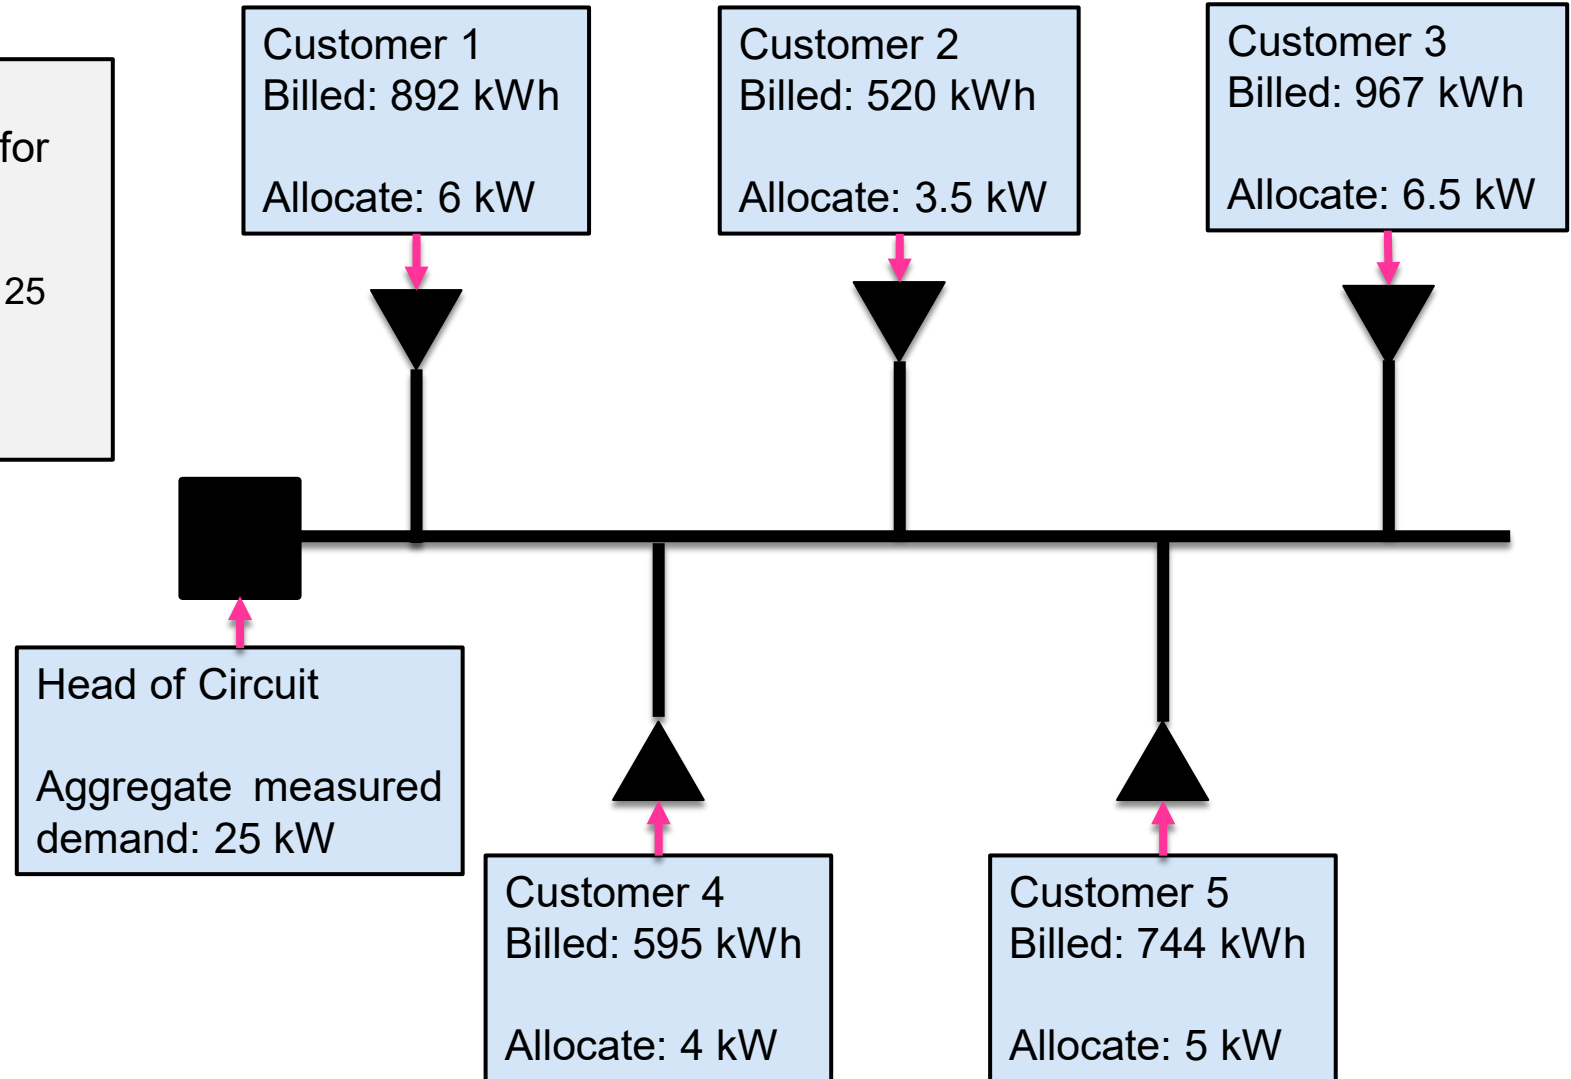 for
25
Customer 1
Billed: 892 kWh
Allocate: 6 kW
Customer 2
Billed: 520 kWh
Allocate: 3.5 kW
Customer 3
Billed: 967 kWh
Allocate: 6.5 kW
Head of Circuit
Aggregate measured
demand: 25 kW
Customer 4
Billed: 595 kWh
Allocate: 4 kW
Customer 5
Billed: 744 kWh
Allocate: 5 kW